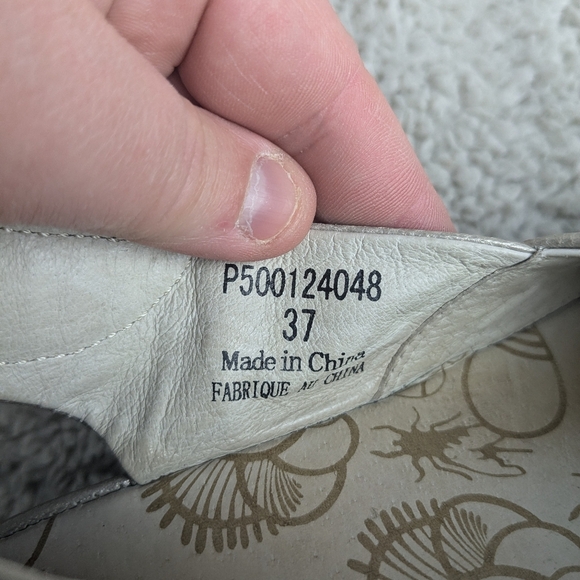 P500124048
37
Made in China
FABRIQUE AU CHINA